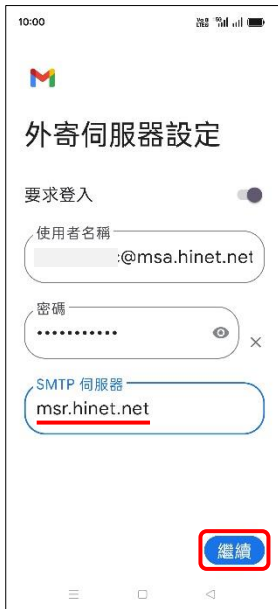 10:00
外寄伺服器設定
要求登入
使用者名稱
:@msa.hinet.net
密碼
•••••••••••
SMTP 伺服器
msr.hinet.net
繼續